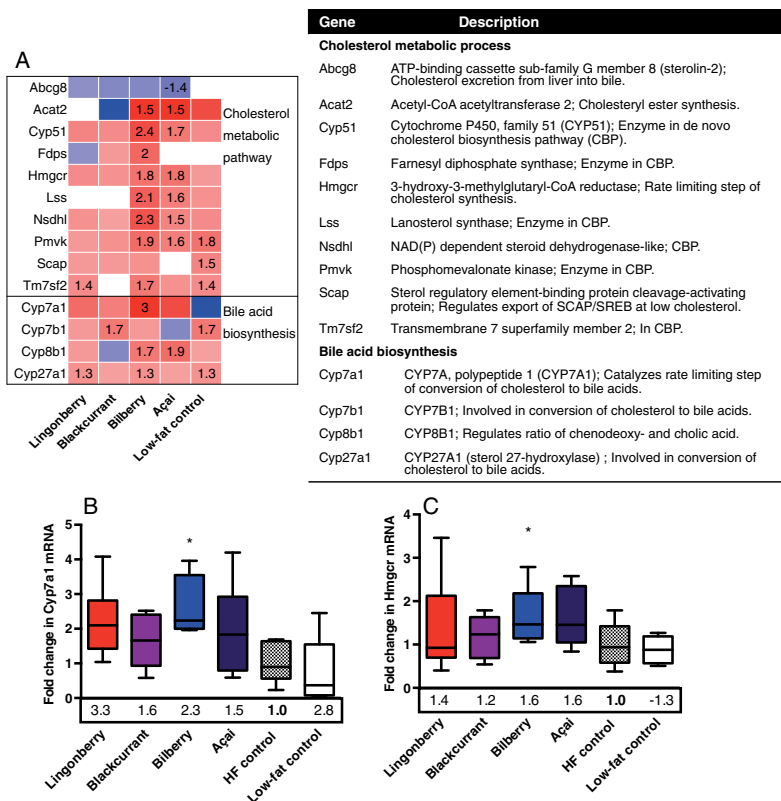 A
Abcg8 -1.4
Acat2 1.5 1.5 Cholesterol
Cyp51 2.4 1.7 metabolic
Fdps 2 pathway
Hmgcr 1.8 1.8
Lss 2.1 1.6
Nsdhl 2.3 1.5
Pmvk 1.9 1.6 1.8
Scap 1.5
Tm7sf2 1.4 1.7 1.4
Cyp7a1 3 Bile acid
Cyp7b1 1.7 1.7 biosynthesis
Cyp8b1 1.7 1.9
Cyp27a1 1.3 1.3 1.3
Lingonberry
Blackcurrant
Bilberry
Açai
Low-fat control
Gene Description
Cholesterol metabolic process
Abcg8 ATP-binding cassette sub-family G member 8 (sterolin-2);
Cholesterol excretion from liver into bile.
Acat2 Acetyl-CoA acetyltransferase 2; Cholesteryl ester synthesis.
Cyp51 Cytochrome P450, family 51 (CYP51); Enzyme in de novo
cholesterol biosynthesis pathway (CBP).
Fdps Farnesyl diphosphate synthase; Enzyme in CBP.
Hmgcr 3-hydroxy-3-methylglutaryl-CoA reductase; Rate limiting step of
cholesterol synthesis.
Lss Lanosterol synthase; Enzyme in CBP.
Nsdhl NAD(P) dependent steroid dehydrogenase-like; CBP.
Pmvk Phosphomevalonate kinase; Enzyme in CBP.
Scap Sterol regulatory element-binding protein cleavage-activating
protein; Regulates export of SCAP/SREB at low cholesterol.
Tm7sf2 Transmembrane 7 superfamily member 2; In CBP.
Bile acid biosynthesis
Cyp7a1 CYP7A, polypeptide 1 (CYP7A1); Catalyzes rate limiting step
of conversion of cholesterol to bile acids.
Cyp7b1 CYP7B1; Involved in conversion of cholesterol to bile acids.
Cyp8b1 CYP8B1; Regulates ratio of chenodeoxy- and cholic acid.
Cyp27a1 CYP27A1 (sterol 27-hydroxylase) ; Involved in conversion of
cholesterol to bile acids.
B
Fold change in Cyp7a1 mRNA
5
4
3
2
1
0
*
3.3 1.6 2.3 1.5 1.0 2.8
Lingonberry
Blackcurrant
Bilberry
Açai
HF control
Low-fat control
C
Fold change in Hmgcr mRNA
4
3
2
1
0
*
1.4 1.2 1.6 1.6 1.0 -1.3
Lingonberry
Blackcurrant
Bilberry
Açai
HF control
Low-fat control